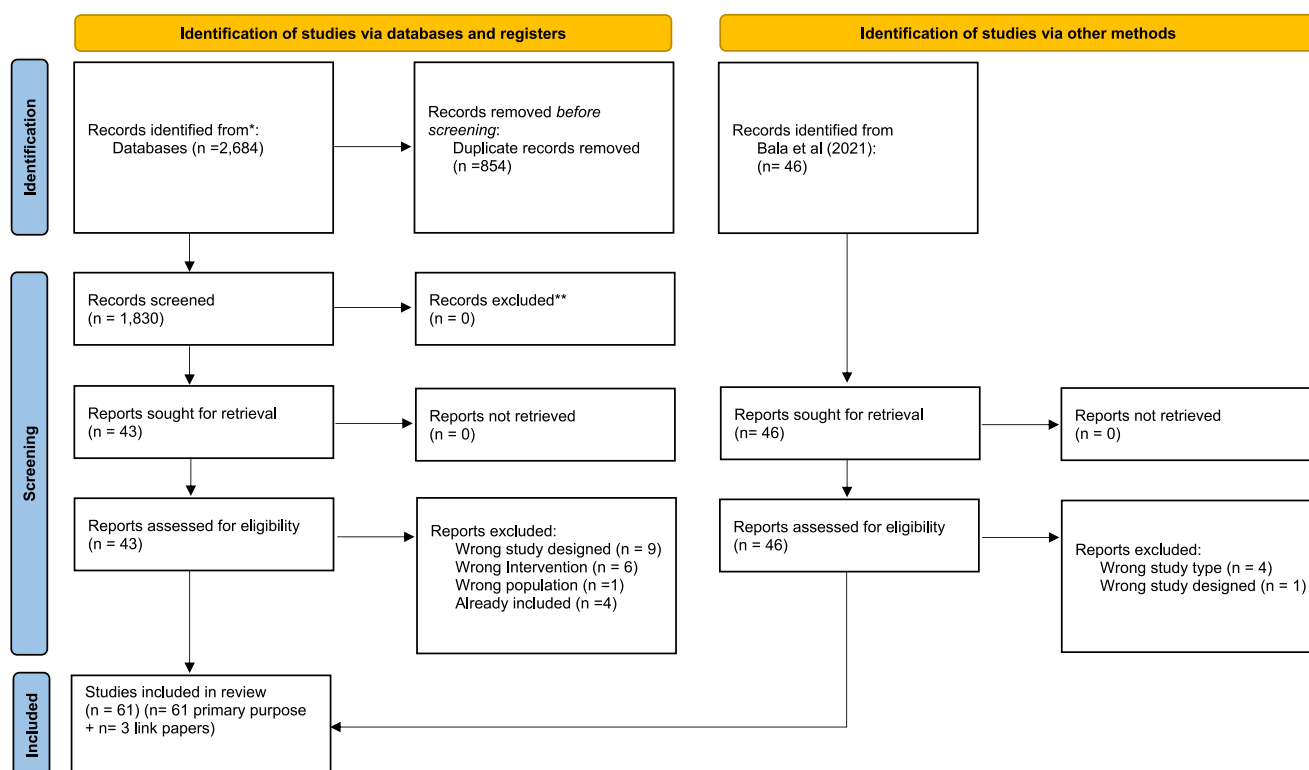 Identification of studies via databases and registers
Identification of studies via other methods
Identification
Records identified from*:
Databases (n =2,684)
Records removed before
screening:
Duplicate records removed
(n =854)
Records identified from
Bala et al (2021):
(n= 46)
Screening
Records screened
(n = 1,830)
Records excluded**
(n = 0)
Reports sought for retrieval
(n = 43)
Reports not retrieved
(n = 0)
Reports sought for retrieval
(n= 46)
Reports not retrieved
(n = 0)
Reports assessed for eligibility
(n = 43)
Reports excluded:
Wrong study designed (n = 9)
Wrong Intervention (n = 6)
Wrong population (n =1)
Already included (n =4)
Reports assessed for eligibility
(n = 46)
Reports excluded:
Wrong study type (n = 4)
Wrong study designed (n = 1)
Included
Studies included in review
(n = 61) (n= 61 primary purpose
+ n= 3 link papers)